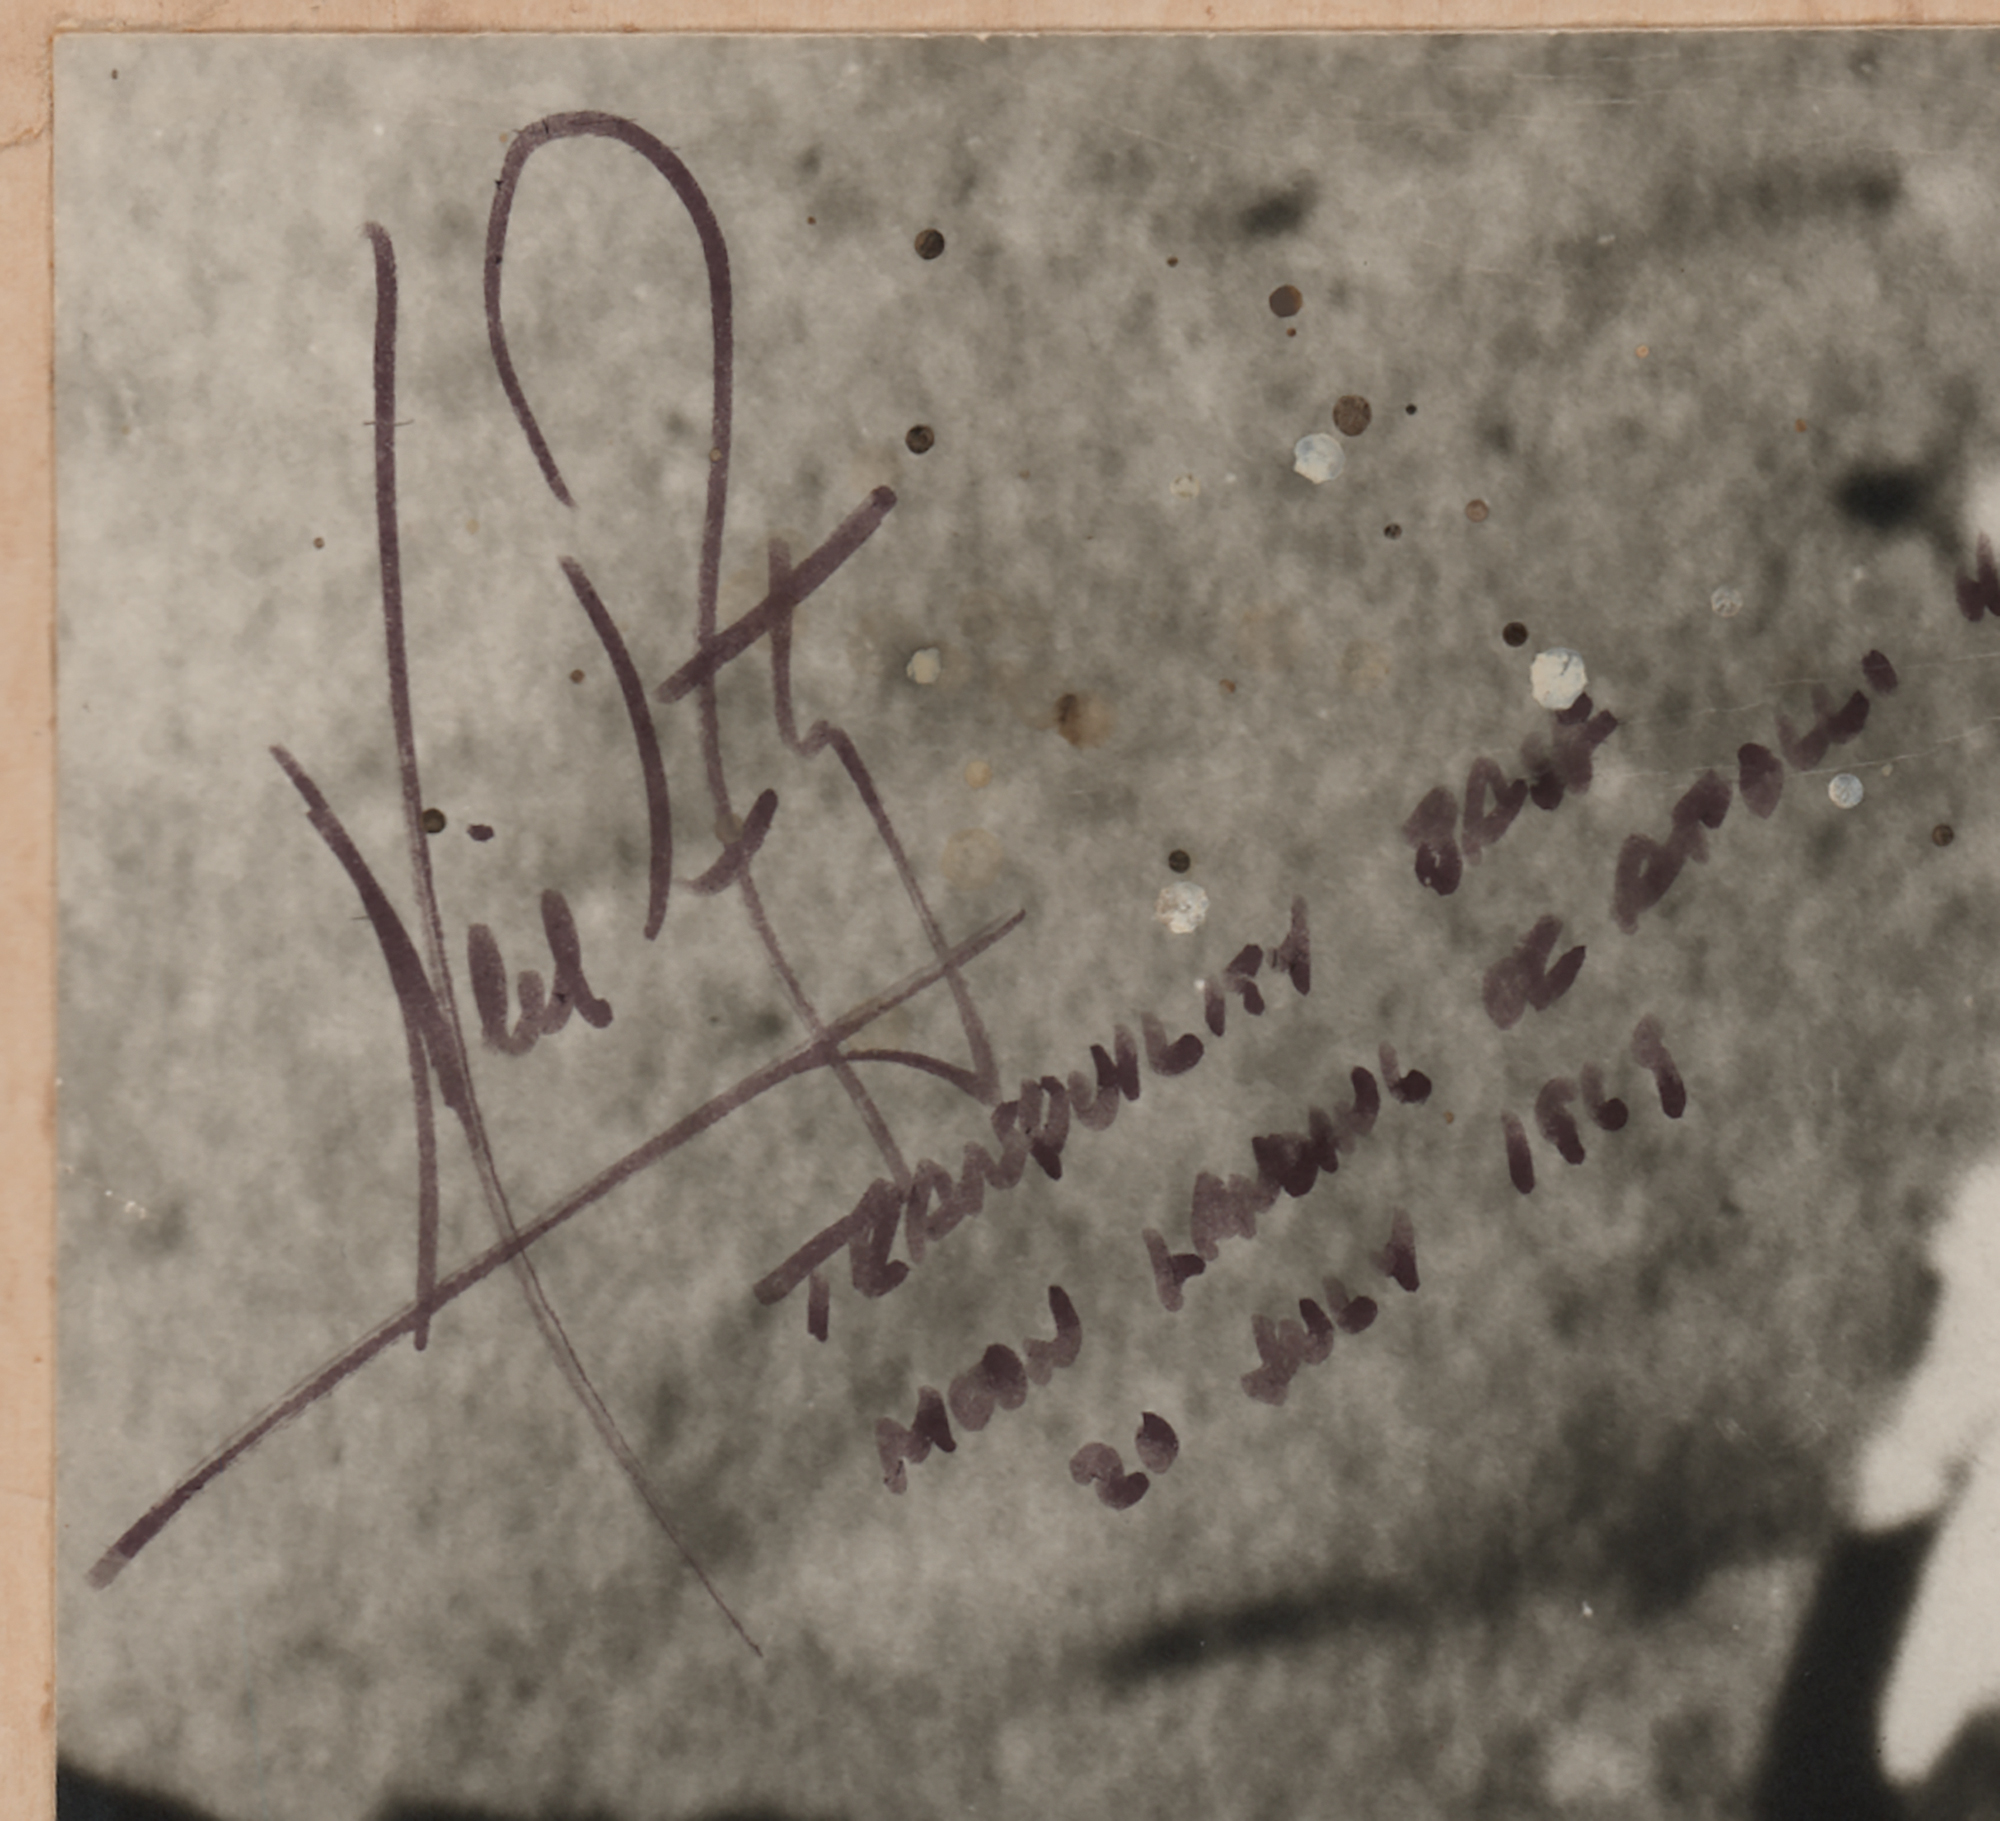 Neil
TRANQUILITY BASE
MOON LANDING OF APOLLO
20 JULY 1969